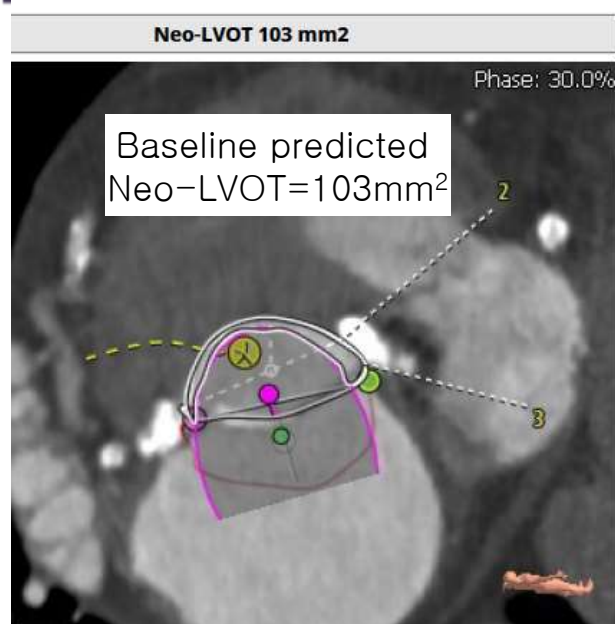 Neo-LVOT 103 mm2
Phase: 30.0%
Baseline predicted
Neo-LVOT=103mm²
2
3